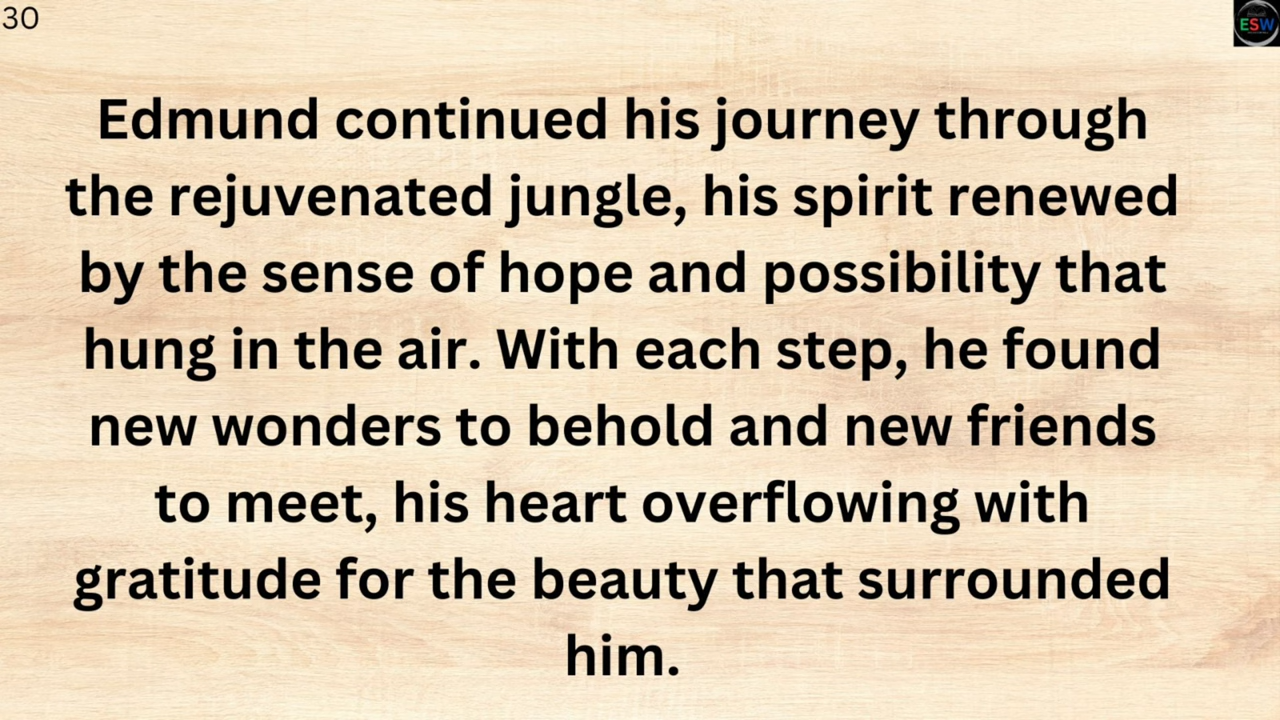 30
ESW
Edmund continued his journey through
the rejuvenated jungle, his spirit renewed
by the sense of hope and possibility that
hung in the air. With each step, he found
new wonders to behold and new friends
to meet, his heart overflowing with
gratitude for the beauty that surrounded
him.